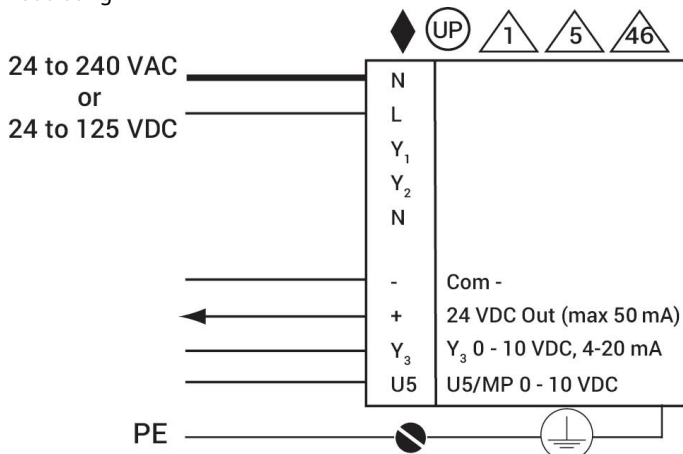 UP 1 5 46
24 to 240 VAC
or
24 to 125 VDC
N
L
Y₁
Y₂
N
- Com -
+ 24 VDC Out (max 50 mA)
Y₃ Y₃ 0 - 10 VDC, 4-20 mA
U5 U5/MP 0 - 10 VDC
PE